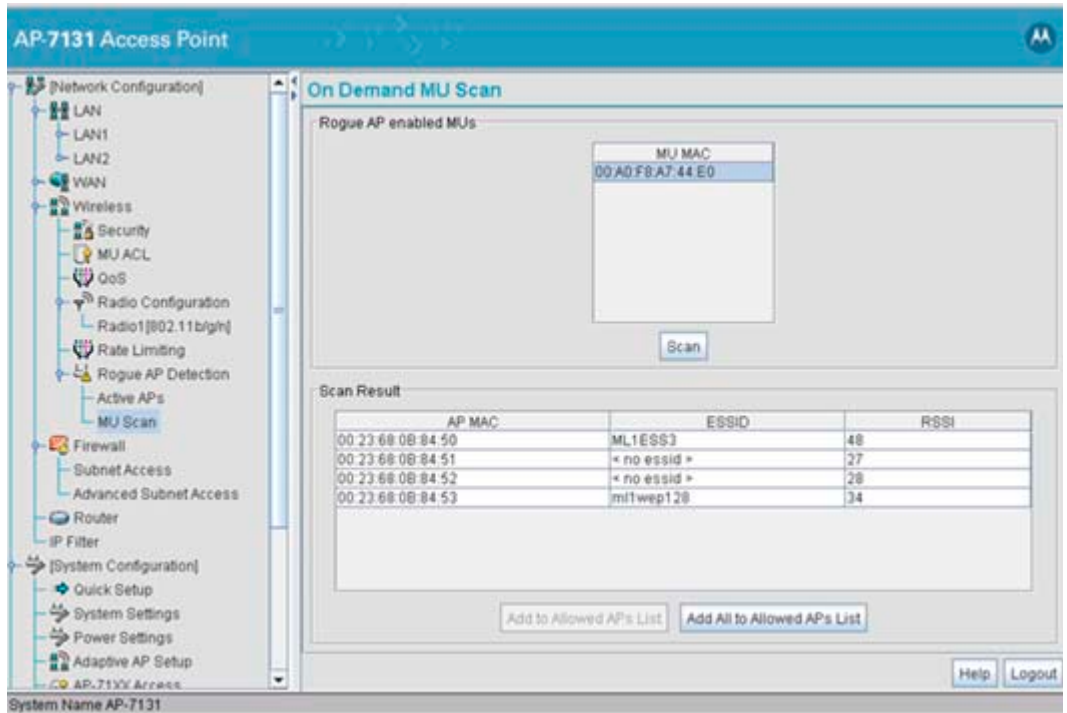 AP-7131 Access Point
[Network Configuration]
LAN
LAN1
LAN2
WAN
Wireless
Security
MU ACL
QoS
Radio Configuration
Radio1[802.11b/g/n]
Rate Limiting
Rogue AP Detection
Active APs
MU Scan
Firewall
Subnet Access
Advanced Subnet Access
Router
IP Filter
[System Configuration]
Quick Setup
System Settings
Power Settings
Adaptive AP Setup
AP-71XX Access
On Demand MU Scan
Rogue AP enabled MUs
MU MAC
00:A0:F8:A7:44:E0
Scan
Scan Result
AP MAC ESSID RSSI
00:23:68:0B:84:50 ML1ESS3 48
00:23:68:0B:84:51 < no essid > 27
00:23:68:0B:84:52 < no essid > 28
00:23:68:0B:84:53 ml1wep128 34
Add to Allowed APs List Add All to Allowed APs List
Help Logout
System Name AP-7131